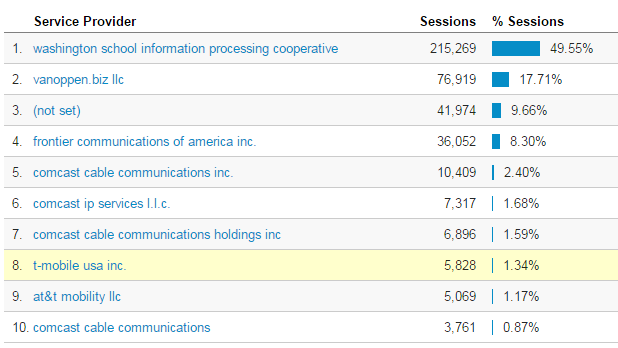 Service Provider Sessions % Sessions
1. washington school information processing cooperative 215,269 49.55%
2. vanoppen.biz llc 76,919 17.71%
3. (not set) 41,974 9.66%
4. frontier communications of america inc. 36,052 8.30%
5. comcast cable communications inc. 10,409 2.40%
6. comcast ip services l.l.c. 7,317 1.68%
7. comcast cable communications holdings inc 6,896 1.59%
8. t-mobile usa inc. 5,828 1.34%
9. at&t mobility llc 5,069 1.17%
10. comcast cable communications 3,761 0.87%